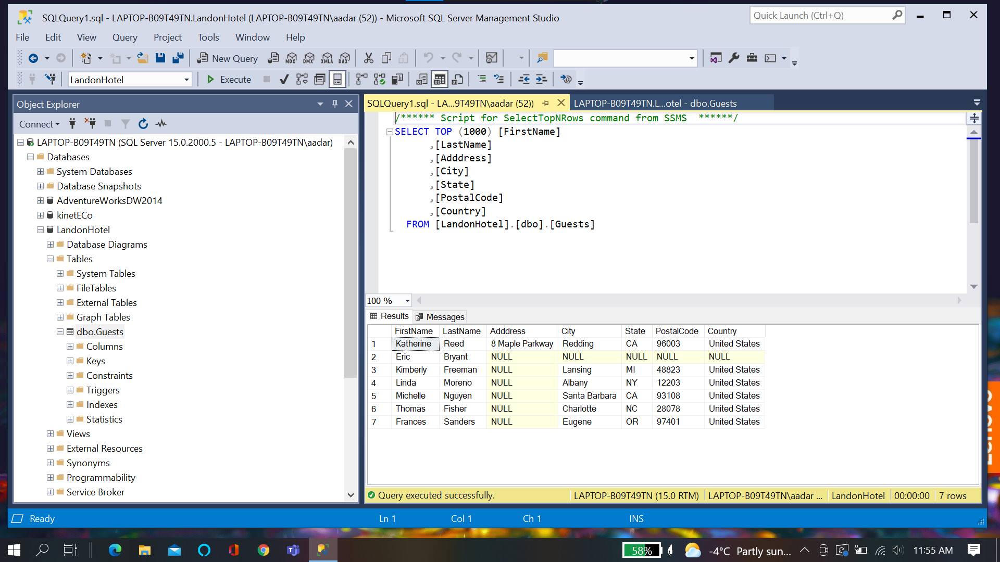 SQLQuery1.sql - LAPTOP-B09T49TN.LandonHotel (LAPTOP-B09T49TN\aadar (52)) - Microsoft SQL Server Management Studio
Quick Launch (Ctrl+Q)
File Edit View Query Project Tools Window Help
New Query MDX DMX XMLA DAX
LandonHotel Execute
Object Explorer
Connect
LAPTOP-B09T49TN (SQL Server 15.0.2000.5 - LAPTOP-B09T49TN\aadar)
Databases
System Databases
Database Snapshots
AdventureWorksDW2014
kinetECo
LandonHotel
Database Diagrams
Tables
System Tables
FileTables
External Tables
Graph Tables
dbo.Guests
Columns
Keys
Constraints
Triggers
Indexes
Statistics
Views
External Resources
Synonyms
Programmability
Service Broker
SQLQuery1.sql - LA...9T49TN\aadar (52)) LAPTOP-B09T49TN.L...otel - dbo.Guests
/****** Script for SelectTopNRows command from SSMS ******/
SELECT TOP (1000) [FirstName]
,[LastName]
,[Adddress]
,[City]
,[State]
,[PostalCode]
,[Country]
FROM [LandonHotel].[dbo].[Guests]
100 %
Results Messages
FirstName LastName Adddress City State PostalCode Country
1 Katherine Reed 8 Maple Parkway Redding CA 96003 United States
2 Eric Bryant NULL NULL NULL NULL NULL
3 Kimberly Freeman NULL Lansing MI 48823 United States
4 Linda Moreno NULL Albany NY 12203 United States
5 Michelle Nguyen NULL Santa Barbara CA 93108 United States
6 Thomas Fisher NULL Charlotte NC 28078 United States
7 Frances Sanders NULL Eugene OR 97401 United States
Query executed successfully. LAPTOP-B09T49TN (15.0 RTM) LAPTOP-B09T49TN\aadar ... LandonHotel 00:00:00 7 rows
Ready Ln 1 Col 1 Ch 1 INS
58% -4°C Partly sun... 11:55 AM